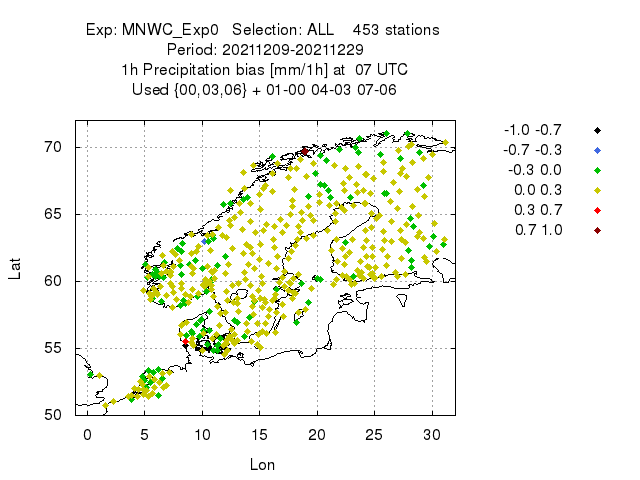 Exp: MNWC_Exp0 Selection: ALL 453 stations
Period: 20211209-20211229
1h Precipitation bias [mm/1h] at 07 UTC
Used {00,03,06} + 01-00 04-03 07-06
-1.0 -0.7
-0.7 -0.3
-0.3 0.0
0.0 0.3
0.3 0.7
0.7 1.0
Lat
70
65
60
55
50
0 5 10 15 20 25 30
Lon